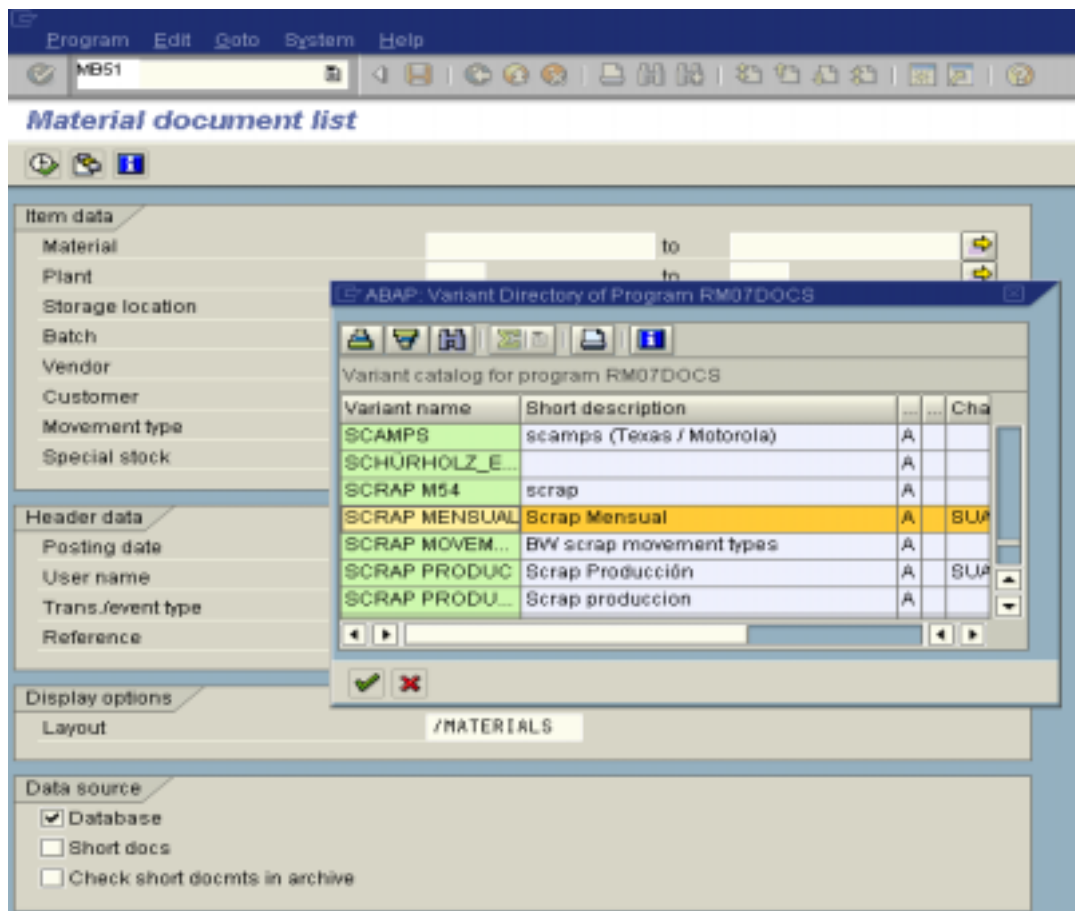 Program Edit Goto System Help
MB51
Material document list
Item data
Material to
Plant to
Storage location
Batch
Vendor
Customer
Movement type
Special stock
ABAP: Variant Directory of Program RM07DOCS
Variant catalog for program RM07DOCS
Variant name Short description ... ... Cha
SCAMPS scamps (Texas / Motorola) A
SCHÜRHOLZ_E... A
SCRAP M54 scrap A
SCRAP MENSUAL Scrap Mensual A SUA
SCRAP MOVEM... BW scrap movement types A
SCRAP PRODUC Scrap Producción A SUA
SCRAP PRODU... Scrap produccion A
Header data
Posting date
User name
Trans./event type
Reference
Display options
Layout /MATERIALS
Data source
Database
Short docs
Check short docmts in archive